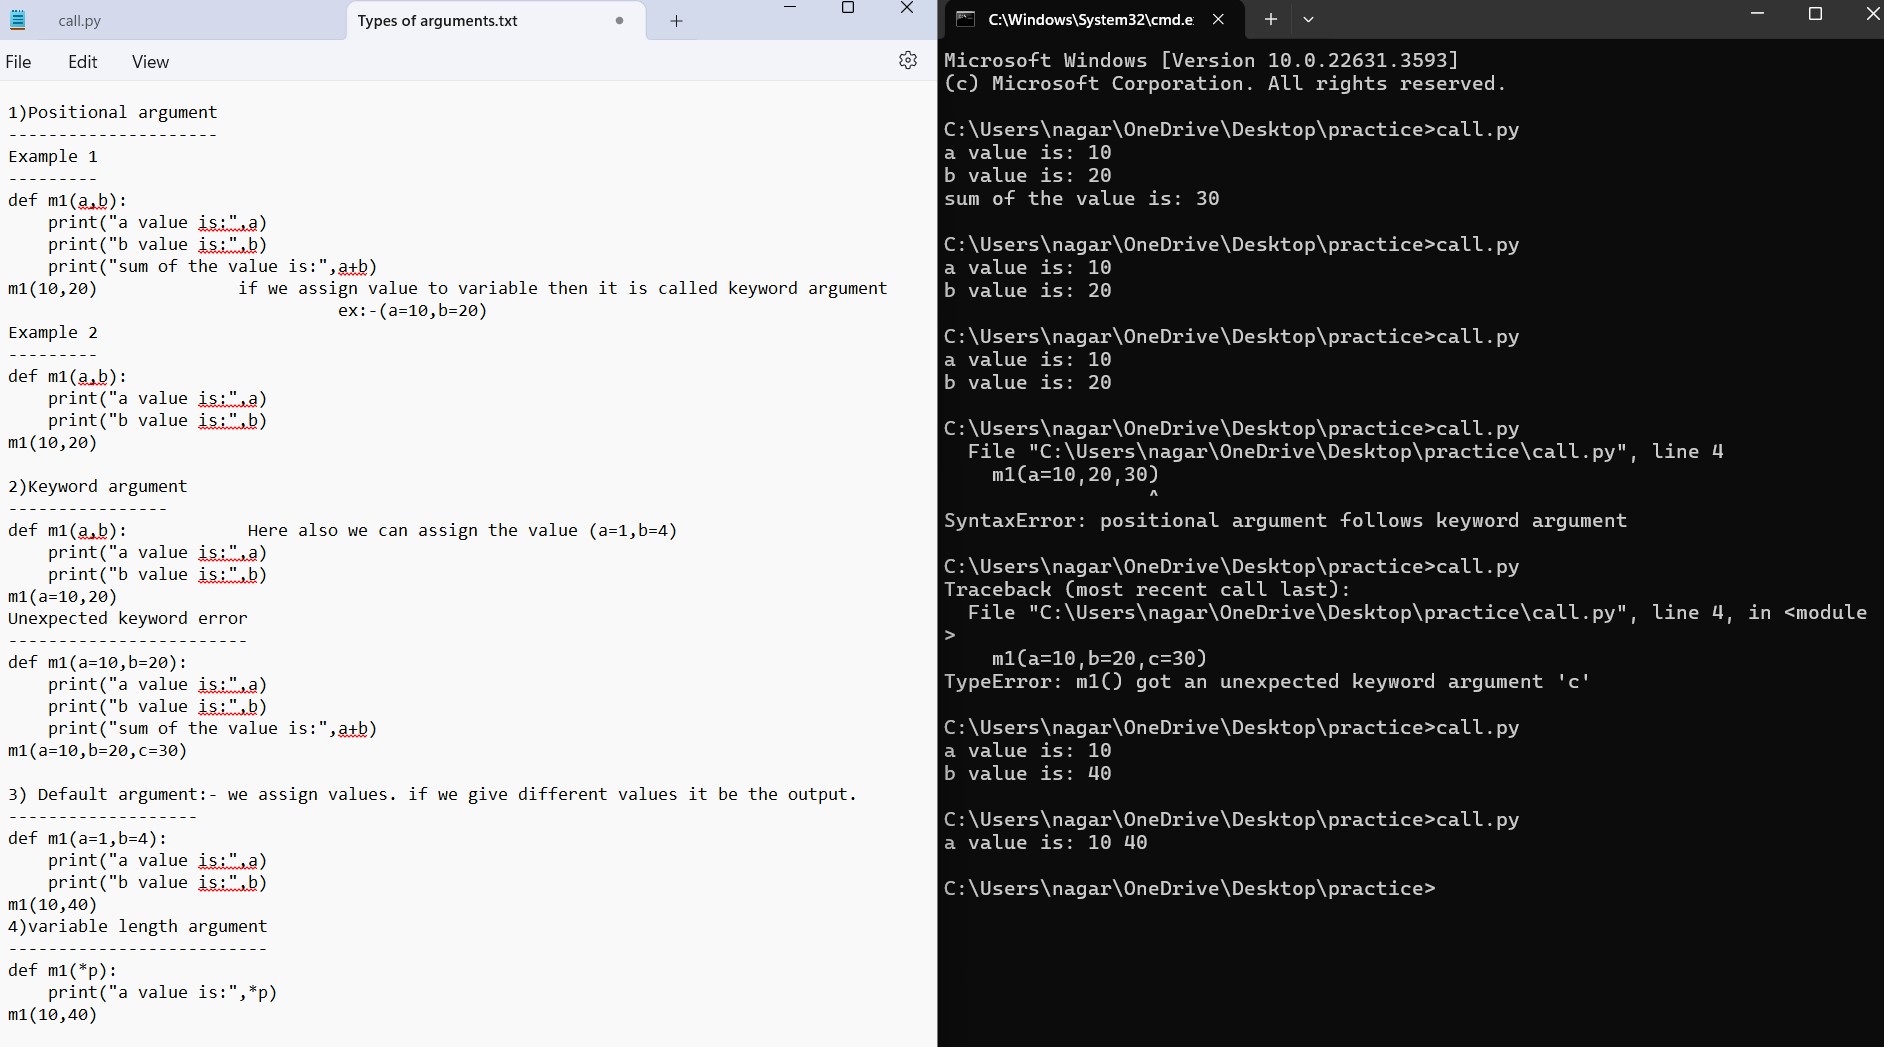 call.py
Types of arguments.txt
File Edit View
1)Positional argument
---------------------
Example 1
---------
def m1(a,b):
    print("a value is:",a)
    print("b value is:",b)
    print("sum of the value is:",a+b)
m1(10,20)              if we assign value to variable then it is called keyword argument
                                 ex:-(a=10,b=20)
Example 2
---------
def m1(a,b):
    print("a value is:",a)
    print("b value is:",b)
m1(10,20)
2)Keyword argument
----------------
def m1(a,b):            Here also we can assign the value (a=1,b=4)
    print("a value is:",a)
    print("b value is:",b)
m1(a=10,20)
Unexpected keyword error
------------------------
def m1(a=10,b=20):
    print("a value is:",a)
    print("b value is:",b)
    print("sum of the value is:",a+b)
m1(a=10,b=20,c=30)
3) Default argument:- we assign values. if we give different values it be the output.
-------------------
def m1(a=1,b=4):
    print("a value is:",a)
    print("b value is:",b)
m1(10,40)
4)variable length argument
--------------------------
def m1(*p):
    print("a value is:",*p)
m1(10,40)
C:\Windows\System32\cmd.e
Microsoft Windows [Version 10.0.22631.3593]
(c) Microsoft Corporation. All rights reserved.
C:\Users\nagar\OneDrive\Desktop\practice>call.py
a value is: 10
b value is: 20
sum of the value is: 30
C:\Users\nagar\OneDrive\Desktop\practice>call.py
a value is: 10
b value is: 20
C:\Users\nagar\OneDrive\Desktop\practice>call.py
a value is: 10
b value is: 20
C:\Users\nagar\OneDrive\Desktop\practice>call.py
  File "C:\Users\nagar\OneDrive\Desktop\practice\call.py", line 4
    m1(a=10,20,30)
                 ^
SyntaxError: positional argument follows keyword argument
C:\Users\nagar\OneDrive\Desktop\practice>call.py
Traceback (most recent call last):
  File "C:\Users\nagar\OneDrive\Desktop\practice\call.py", line 4, in <module
>
    m1(a=10,b=20,c=30)
TypeError: m1() got an unexpected keyword argument 'c'
C:\Users\nagar\OneDrive\Desktop\practice>call.py
a value is: 10
b value is: 40
C:\Users\nagar\OneDrive\Desktop\practice>call.py
a value is: 10 40
C:\Users\nagar\OneDrive\Desktop\practice>